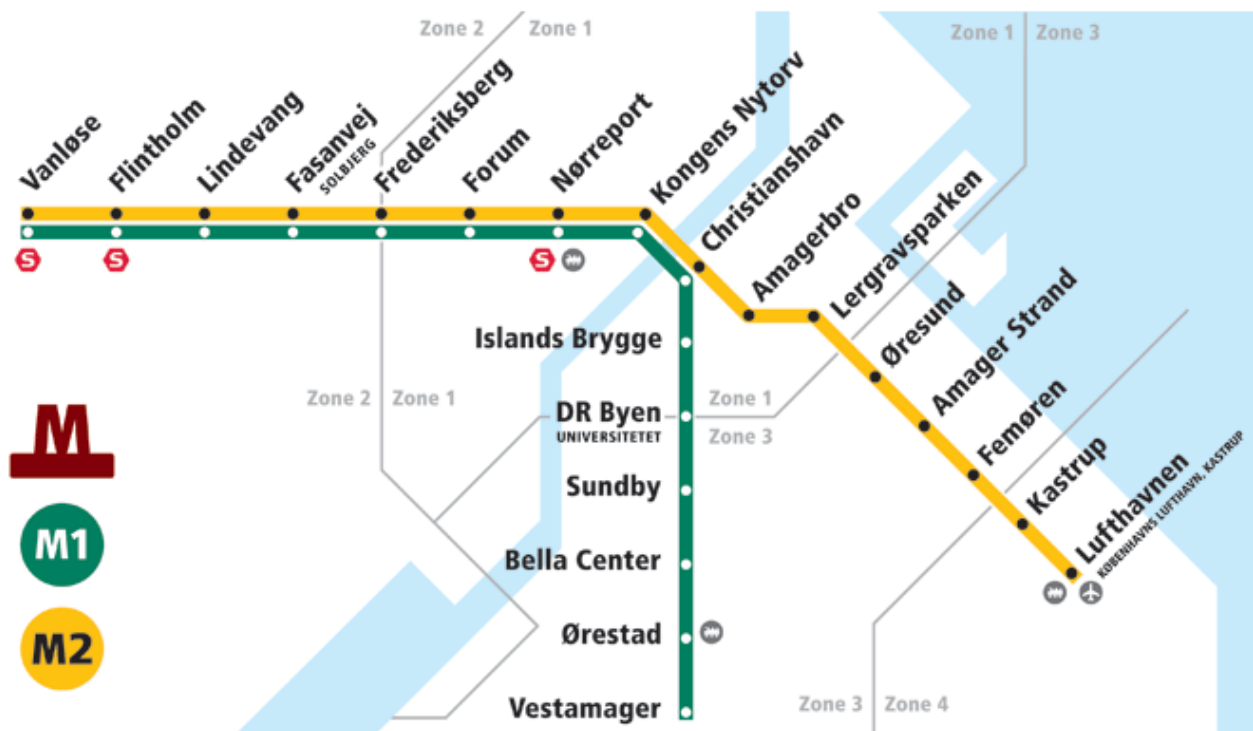 Zone 2
Zone 1
Zone 1
Zone 3
Vanløse
Flintholm
Lindevang
Fasanvej
SOLBJERG
Frederiksberg
Forum
Nørreport
Kongens Nytorv
Christianshavn
Amagerbro
Lergravsparken
Øresund
Amager Strand
Femøren
Kastrup
Lufthavnen
KØBENHAVNS LUFTHAVN, KASTRUP
S
S
S
Islands Brygge
Zone 2
Zone 1
DR Byen
UNIVERSITETET
Zone 1
Zone 3
Sundby
Bella Center
Ørestad
Vestamager
M
M1
M2
Zone 3
Zone 4